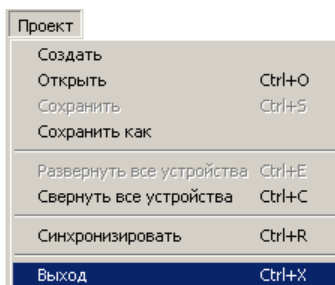 Проект
Создать
Открыть Ctrl+O
Сохранить Ctrl+S
Сохранить как
Развернуть все устройства Ctrl+E
Свернуть все устройства Ctrl+C
Синхронизировать Ctrl+R
Выход Ctrl+X